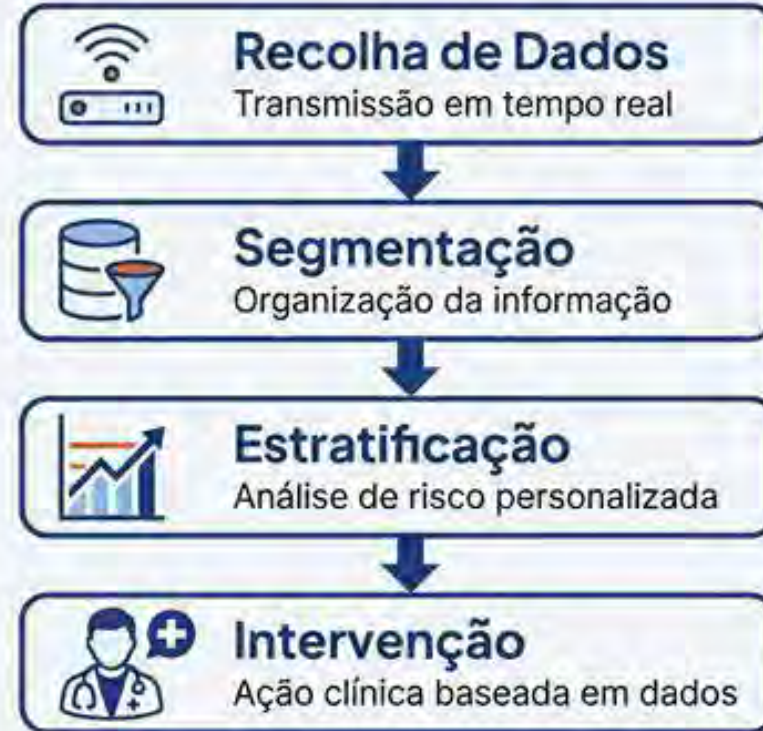 Recolha de Dados
Transmissão em tempo real
Segmentação
Organização da informação
Estratificação
Análise de risco personalizada
Intervenção
Ação clínica baseada em dados